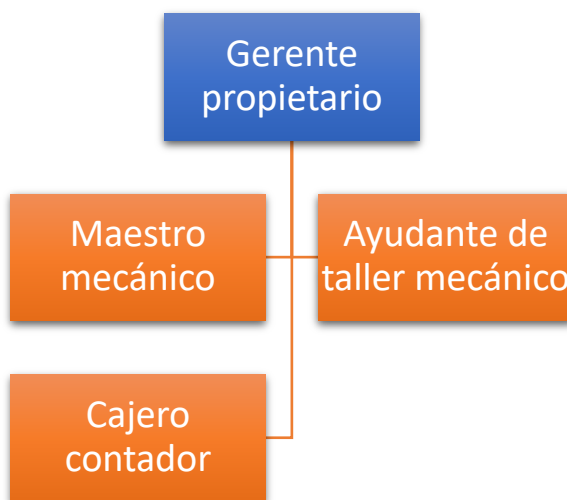 Gerente
propietario
Maestro
mecánico
Ayudante de
taller mecánico
Cajero
contador